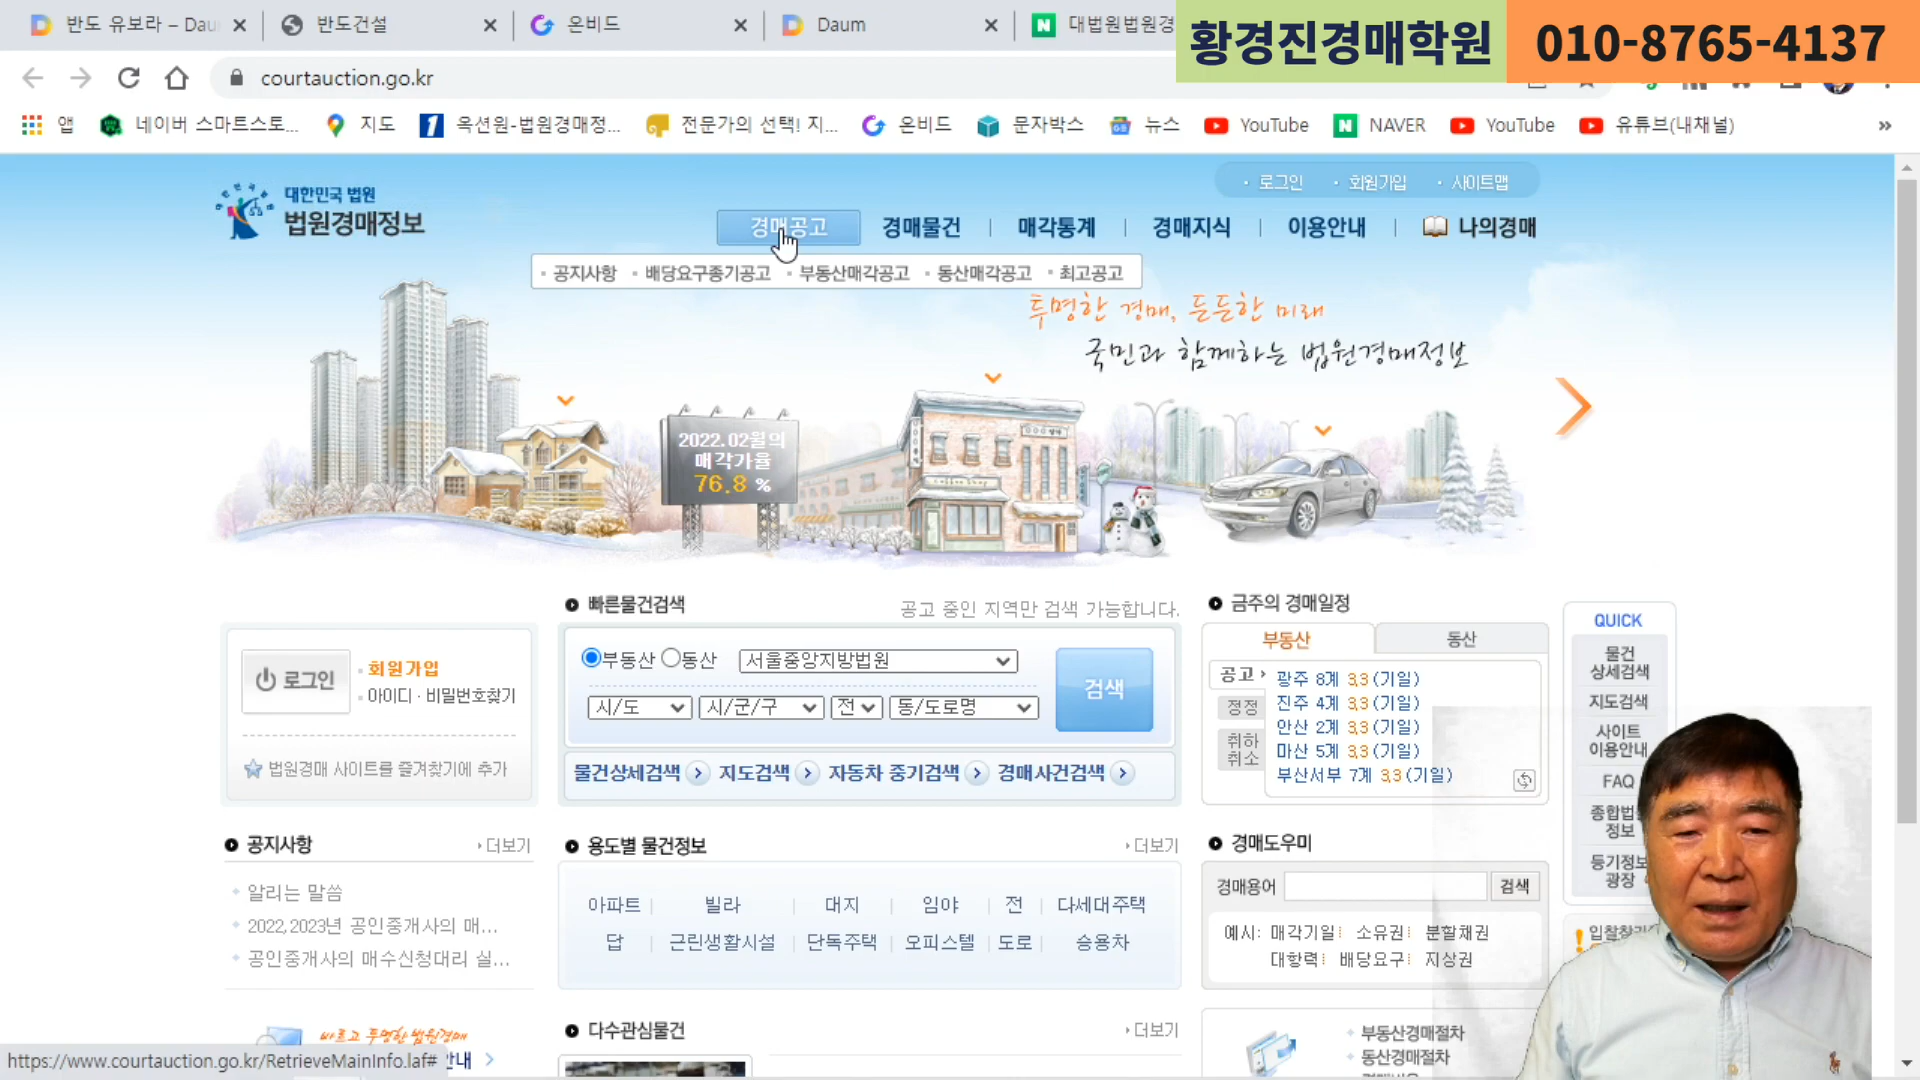 반도 유보라 – Dau
반도건설
온비드
Daum
대법원법원경
황경진경매학원
010-8765-4137
courtauction.go.kr
앱
네이버 스마트스토...
지도
옥션원-법원경매정...
전문가의 선택! 지...
온비드
문자박스
뉴스
YouTube
NAVER
YouTube
유튜브(내채널)
»
로그인 · 회원가입 · 사이트맵
대한민국 법원
법원경매정보
경매공고
경매물건
매각통계
경매지식
이용안내
나의경매
공지사항
배당요구종기공고
부동산매각공고
동산매각공고
최고공고
투명한 경매, 든든한 미래
국민과 함께하는 법원경매정보
2022.02월의
매각가율
76.8 %
Coffee Shop
빠른물건검색
공고 중인 지역만 검색 가능합니다.
부동산 동산 서울중앙지방법원
시/도 시/군/구 전 동/도로명
검색
물건상세검색
지도검색
자동차 중기검색
경매사건검색
로그인
회원가입
아이디 · 비밀번호찾기
법원경매 사이트를 즐겨찾기에 추가
금주의 경매일정
부동산
동산
공고
정정
취하
취소
광주 8계 3.3 (기일)
진주 4계 3.3 (기일)
안산 2계 3.3 (기일)
마산 5계 3.3 (기일)
부산서부 7계 3.3 (기일)
QUICK
물건
상세검색
지도검색
사이트
이용안내
FAQ
종합법
정보
등기정보
광장
공지사항
더보기
알리는 말씀
2022,2023년 공인중개사의 매...
공인중개사의 매수신청대리 실...
용도별 물건정보
더보기
아파트 빌라 대지 임야 전 다세대주택
답 근린생활시설 단독주택 오피스텔 도로 승용차
경매도우미
경매용어
검색
예시: 매각기일 소유권 분할채권
대항력 배당요구 지상권
바르고 투명한 법원경매
안내
다수관심물건
더보기
부동산경매절차
동산경매절차
https://www.courtauction.go.kr/RetrieveMainInfo.laf#